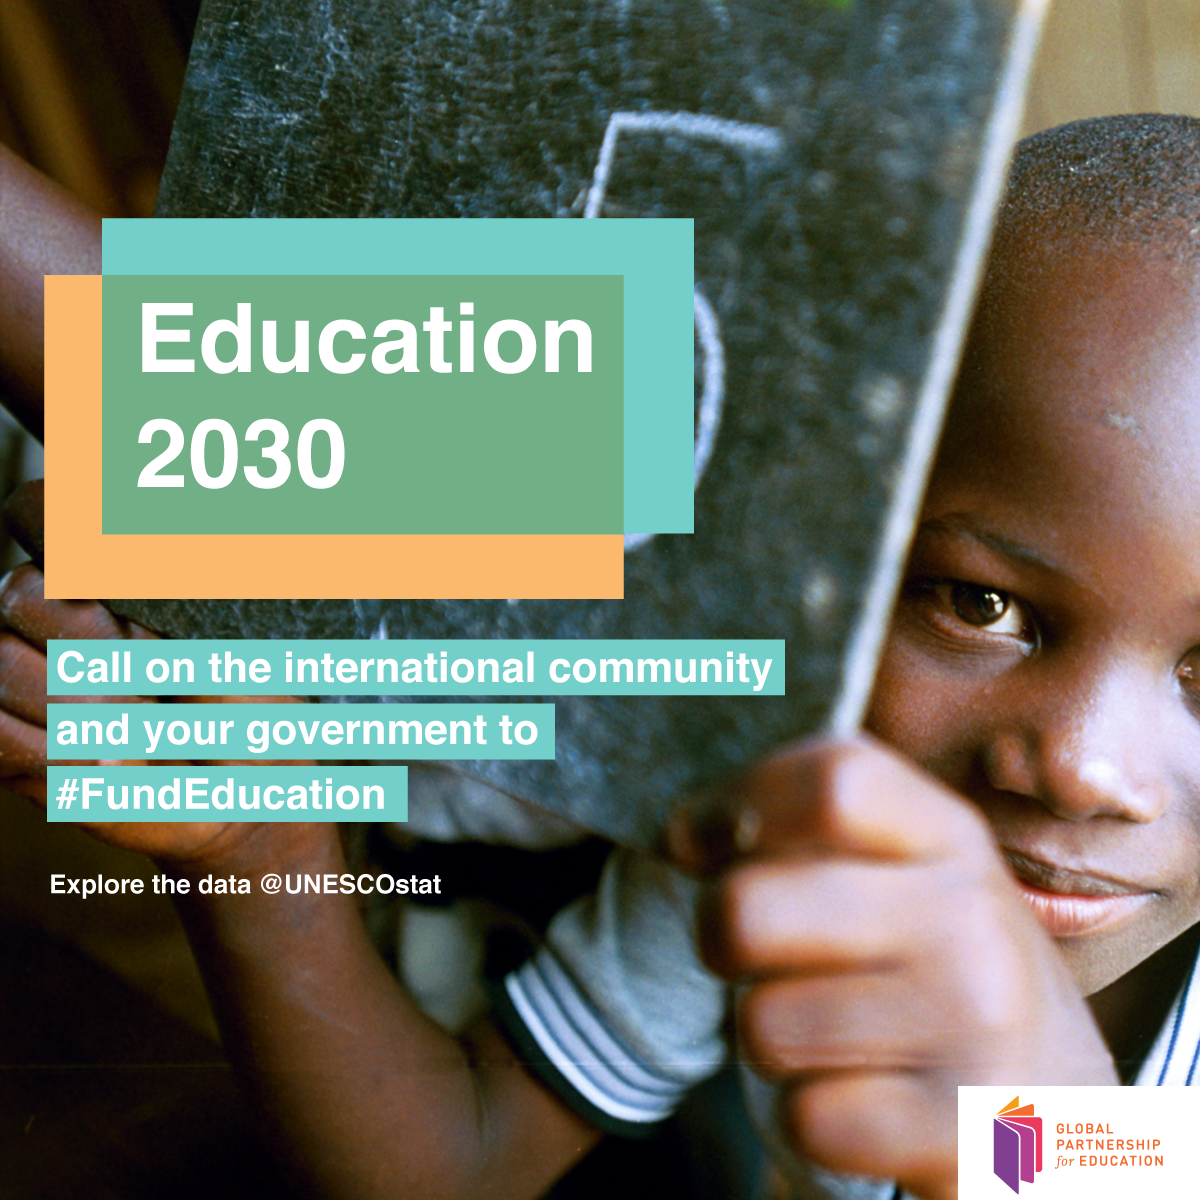 5
Education
2030
Call on the international community
and your government to
#FundEducation
Explore the data @UNESCOstat
GLOBAL
PARTNERSHIP
for EDUCATION